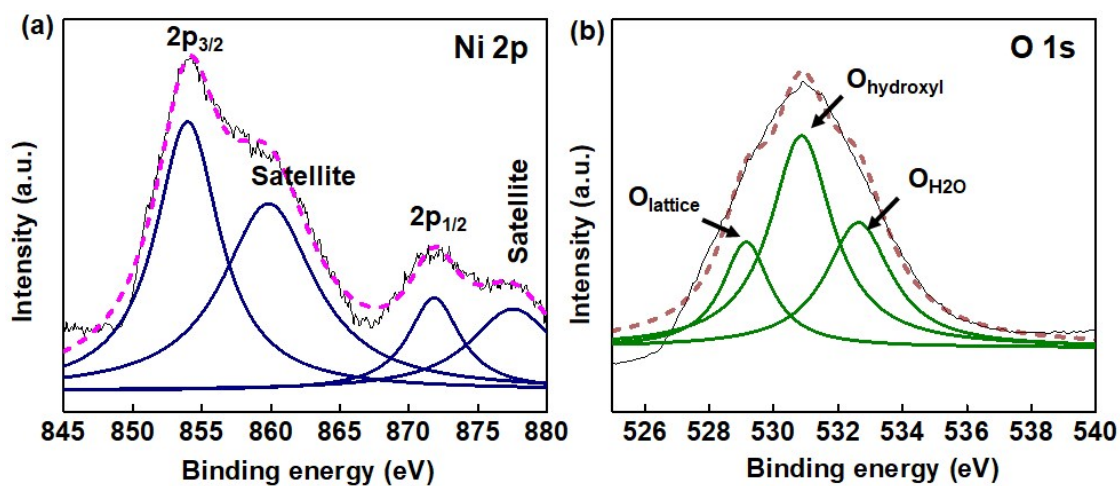 (a)
Ni 2p
2p3/2
Satellite
2p1/2
Satellite
Intensity (a.u.)
845 850 855 860 865 870 875 880
Binding energy (eV)
(b)
O 1s
Ohydroxyl
OH2O
Olattice
Intensity (a.u.)
526 528 530 532 534 536 538 540
Binding energy (eV)